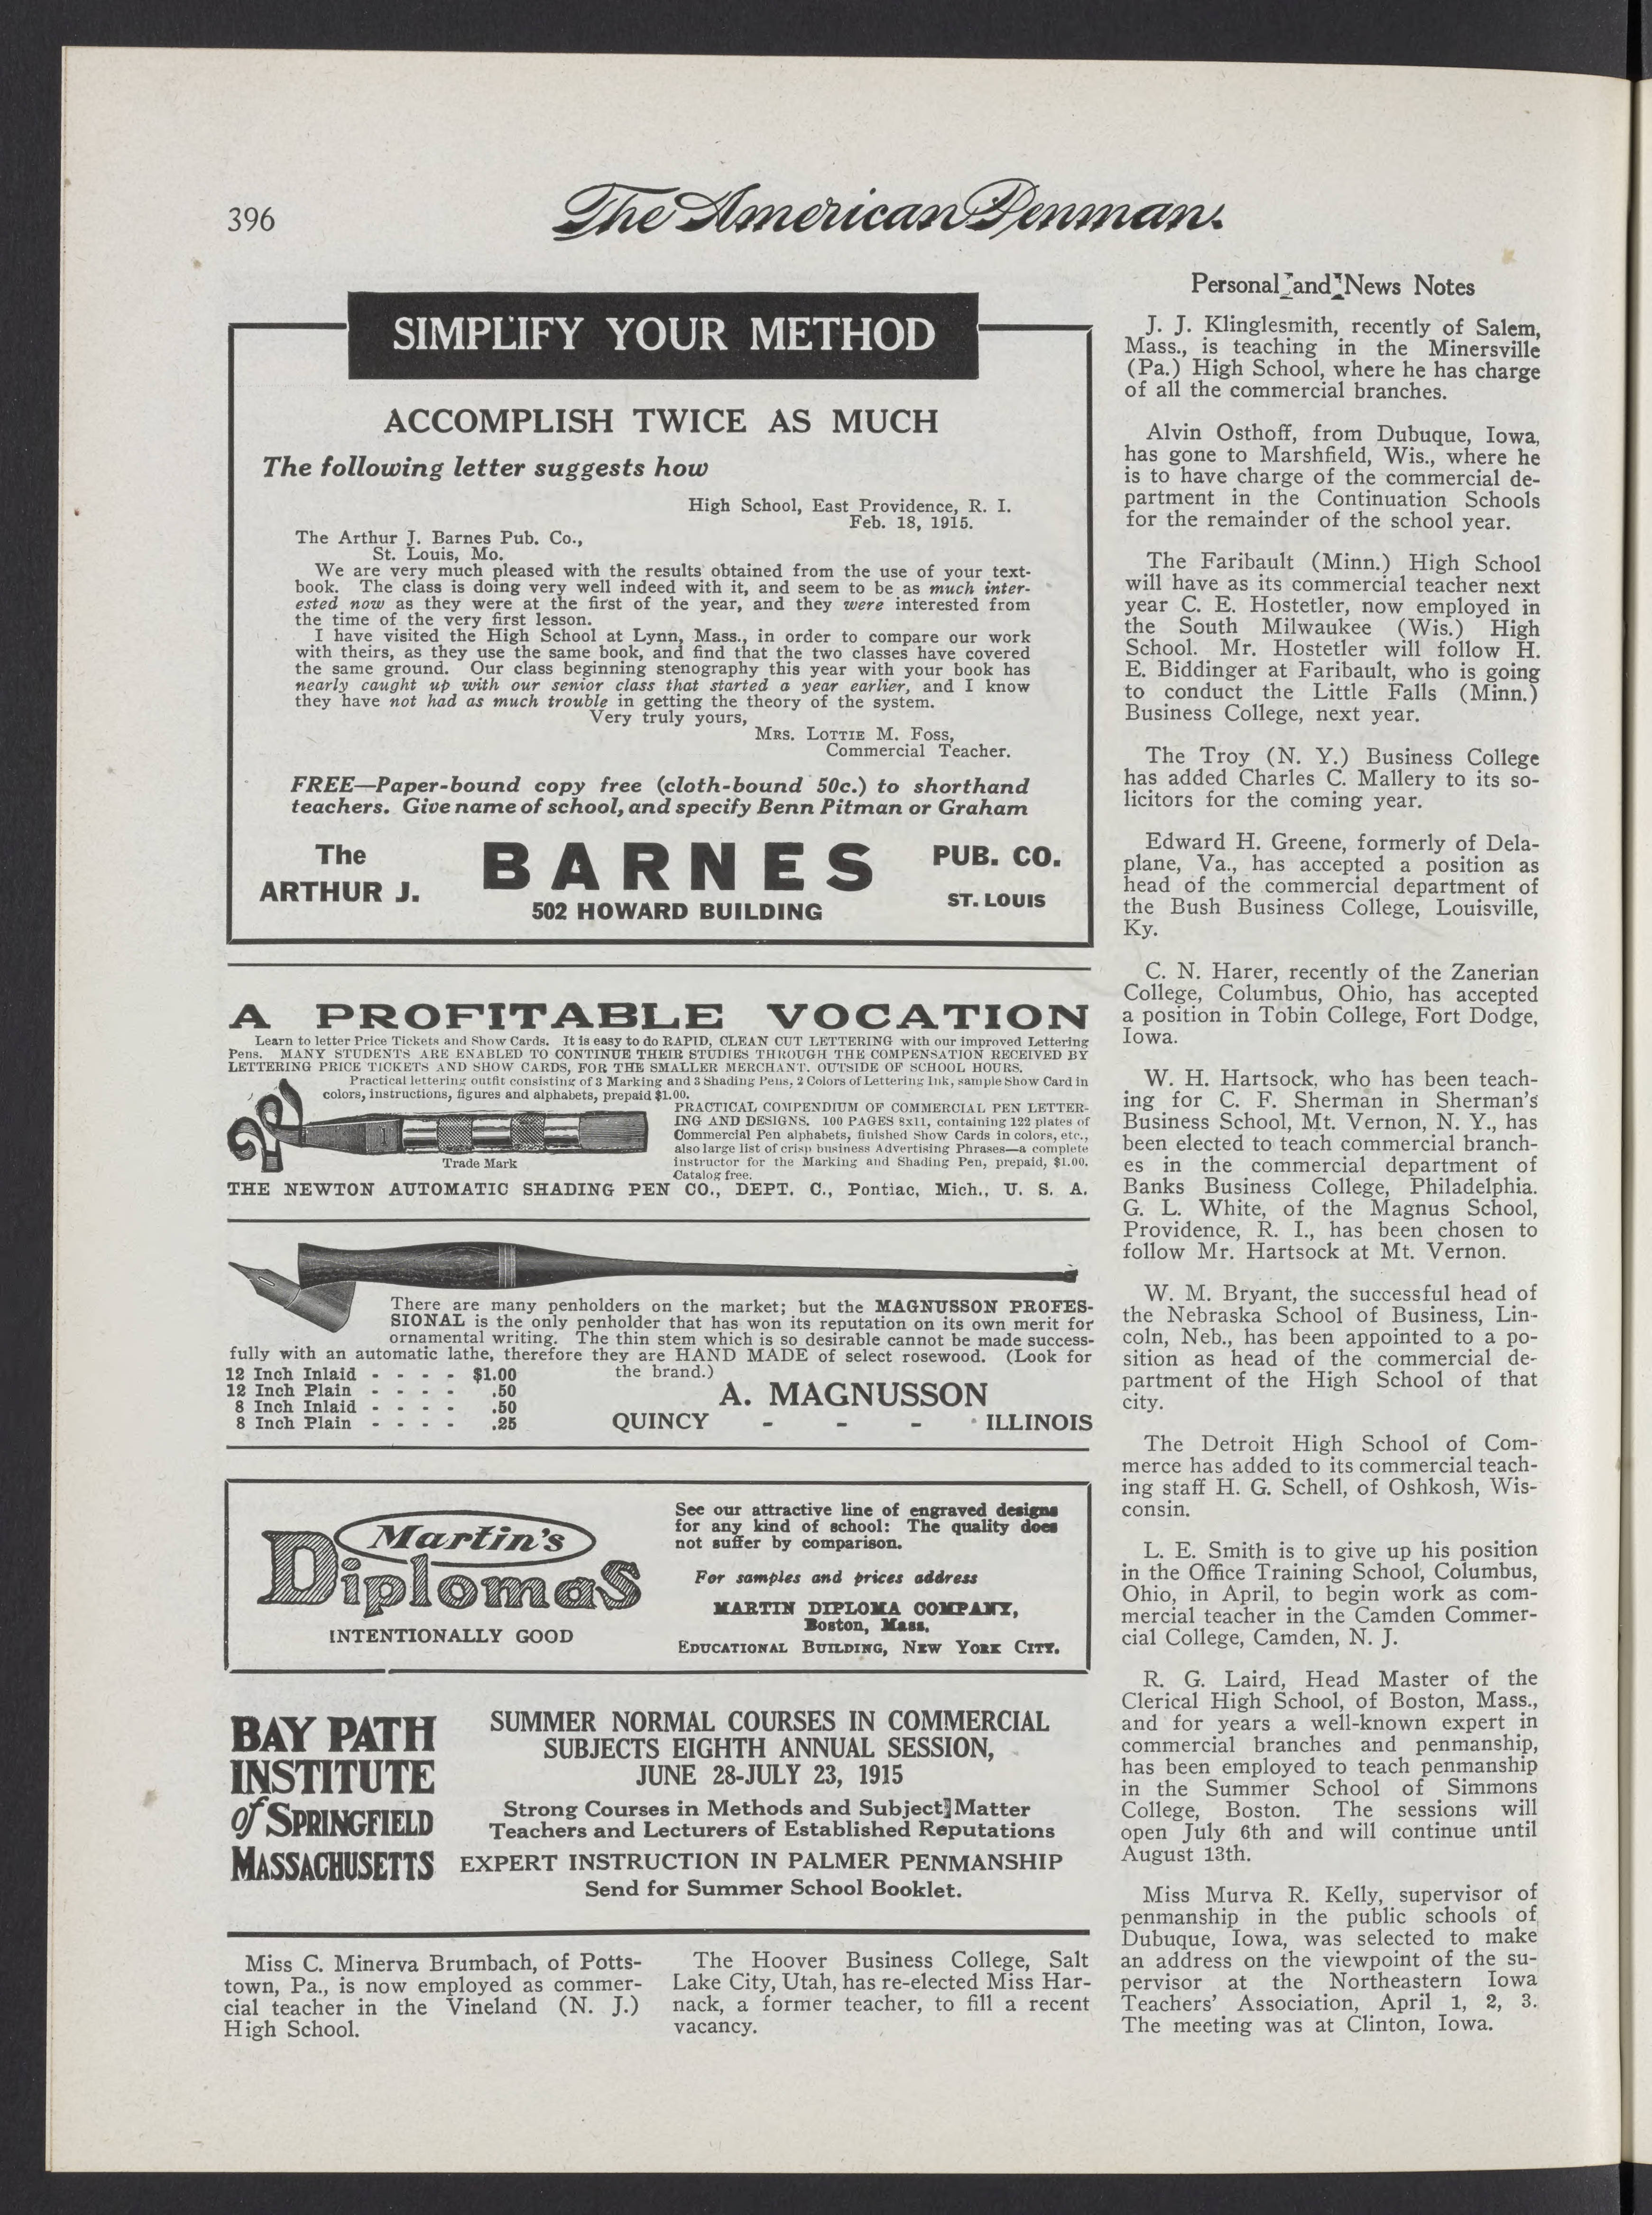 396
The American Penman.
SIMPLIFY YOUR METHOD
ACCOMPLISH TWICE AS MUCH
The following letter suggests how
High School, East Providence, R. I.
Feb. 18, 1915.
The Arthur J. Barnes Pub. Co.,
St. Louis, Mo.
We are very much pleased with the results obtained from the use of your text-
book. The class is doing very well indeed with it, and seem to be as much inter-
ested now as they were at the first of the year, and they were interested from
the time of the very first lesson.
I have visited the High School at Lynn, Mass., in order to compare our work
with theirs, as they use the same book, and find that the two classes have covered
the same ground. Our class beginning stenography this year with your book has
nearly caught up with our senior class that started a year earlier, and I know
they have not had as much trouble in getting the theory of the system.
Very truly yours,
MRS. LOTTIE M. FOSS,
Commercial Teacher.
FREE—Paper-bound copy free (cloth-bound 50c.) to shorthand
teachers. Give name of school, and specify Benn Pitman or Graham
The
ARTHUR J.
BARNES
502 HOWARD BUILDING
PUB. CO.
ST. LOUIS
A PROFITABLE VOCATION
Learn to letter Price Tickets and Show Cards. It is easy to do RAPID, CLEAN CUT LETTERING with our improved Lettering
Pens. MANY STUDENTS ARE ENABLED TO CONTINUE THEIR STUDIES THROUGH THE COMPENSATION RECEIVED BY
LETTERING PRICE TICKETS AND SHOW CARDS, FOR THE SMALLER MERCHANT. OUTSIDE OF SCHOOL HOURS.
Practical lettering outfit consisting of 3 Marking and 3 Shading Pens, 2 Colors of Lettering Ink, sample Show Card in
colors, instructions, figures and alphabets, prepaid $1.00.
PRACTICAL COMPENDIUM OF COMMERCIAL PEN LETTER-
ING AND DESIGNS. 100 PAGES 8x11, containing 122 plates of
Commercial Pen alphabets, finished Show Cards in colors, etc.,
also large list of crisp business Advertising Phrases—a complete
instructor for the Marking and Shading Pen, prepaid, $1.00.
Catalog free.
1
Trade Mark
THE NEWTON AUTOMATIC SHADING PEN CO., DEPT. C., Pontiac, Mich., U. S. A.
There are many penholders on the market; but the MAGNUSSON PROFES-
SIONAL is the only penholder that has won its reputation on its own merit for
ornamental writing. The thin stem which is so desirable cannot be made success-
fully with an automatic lathe, therefore they are HAND MADE of select rosewood. (Look for
the brand.)
12 Inch Inlaid - - - - $1.00
12 Inch Plain - - - - .50
8 Inch Inlaid - - - - .50
8 Inch Plain - - - - .25
A. MAGNUSSON
QUINCY - - - ILLINOIS
Martin's
Diplomas
INTENTIONALLY GOOD
See our attractive line of engraved designs
for any kind of school: The quality does
not suffer by comparison.
For samples and prices address
MARTIN DIPLOMA COMPANY,
Boston, Mass.
EDUCATIONAL BUILDING, NEW YORK CITY.
BAY PATH
INSTITUTE
of SPRINGFIELD
MASSACHUSETTS
SUMMER NORMAL COURSES IN COMMERCIAL
SUBJECTS EIGHTH ANNUAL SESSION,
JUNE 28-JULY 23, 1915
Strong Courses in Methods and Subject Matter
Teachers and Lecturers of Established Reputations
EXPERT INSTRUCTION IN PALMER PENMANSHIP
Send for Summer School Booklet.
Miss C. Minerva Brumbach, of Potts-
town, Pa., is now employed as commer-
cial teacher in the Vineland (N. J.)
High School.
The Hoover Business College, Salt
Lake City, Utah, has re-elected Miss Har-
nack, a former teacher, to fill a recent
vacancy.
Personal and News Notes
J. J. Klinglesmith, recently of Salem,
Mass., is teaching in the Minersville
(Pa.) High School, where he has charge
of all the commercial branches.
Alvin Osthoff, from Dubuque, Iowa,
has gone to Marshfield, Wis., where he
is to have charge of the commercial de-
partment in the Continuation Schools
for the remainder of the school year.
The Faribault (Minn.) High School
will have as its commercial teacher next
year C. E. Hostetler, now employed in
the South Milwaukee (Wis.) High
School. Mr. Hostetler will follow H.
E. Biddinger at Faribault, who is going
to conduct the Little Falls (Minn.)
Business College, next year.
The Troy (N. Y.) Business College
has added Charles C. Mallery to its so-
licitors for the coming year.
Edward H. Greene, formerly of Dela-
plane, Va., has accepted a position as
head of the commercial department of
the Bush Business College, Louisville,
Ky.
C. N. Harer, recently of the Zanerian
College, Columbus, Ohio, has accepted
a position in Tobin College, Fort Dodge,
Iowa.
W. H. Hartsock, who has been teach-
ing for C. F. Sherman in Sherman's
Business School, Mt. Vernon, N. Y., has
been elected to teach commercial branch-
es in the commercial department of
Banks Business College, Philadelphia.
G. L. White, of the Magnus School,
Providence, R. I., has been chosen to
follow Mr. Hartsock at Mt. Vernon.
W. M. Bryant, the successful head of
the Nebraska School of Business, Lin-
coln, Neb., has been appointed to a po-
sition as head of the commercial de-
partment of the High School of that
city.
The Detroit High School of Com-
merce has added to its commercial teach-
ing staff H. G. Schell, of Oshkosh, Wis-
consin.
L. E. Smith is to give up his position
in the Office Training School, Columbus,
Ohio, in April, to begin work as com-
mercial teacher in the Camden Commer-
cial College, Camden, N. J.
R. G. Laird, Head Master of the
Clerical High School, of Boston, Mass.,
and for years a well-known expert in
commercial branches and penmanship,
has been employed to teach penmanship
in the Summer School of Simmons
College, Boston. The sessions will
open July 6th and will continue until
August 13th.
Miss Murva R. Kelly, supervisor of
penmanship in the public schools of
Dubuque, Iowa, was selected to make
an address on the viewpoint of the su-
pervisor at the Northeastern Iowa
Teachers' Association, April 1, 2, 3.
The meeting was at Clinton, Iowa.